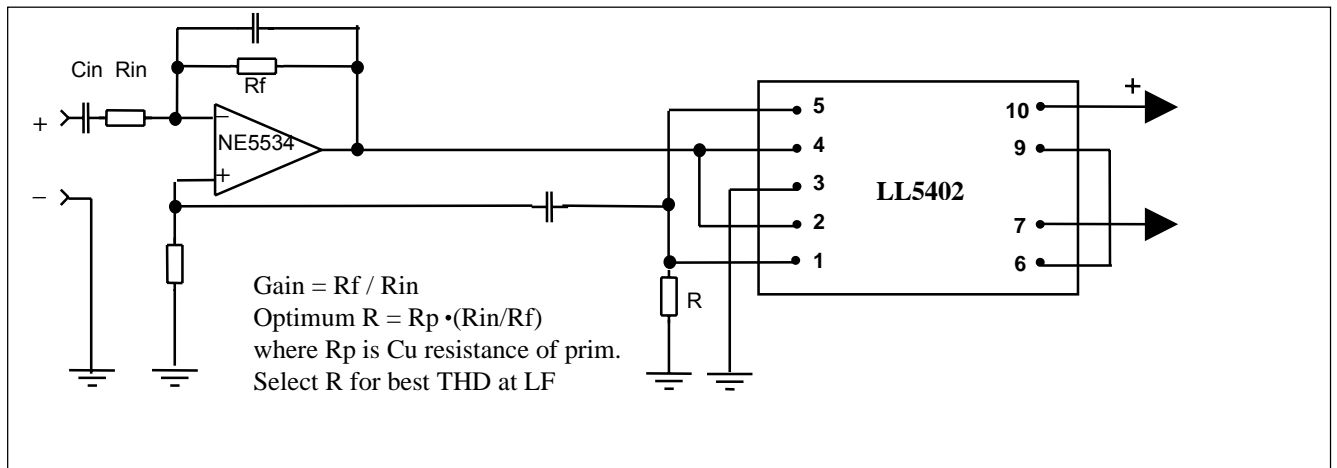 Cin Rin
Rf
+
−
−
+
NE5534
5
4
3
2
1
LL5402
10
9
7
6
+
R
Gain = Rf / Rin
Optimum R = Rp •(Rin/Rf)
where Rp is Cu resistance of prim.
Select R for best THD at LF